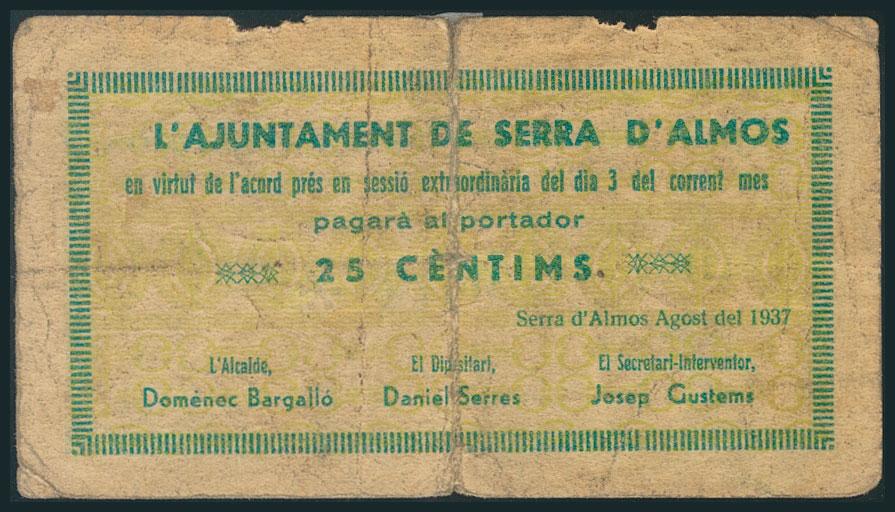 L'AJUNTAMENT DE SERRA D'ALMOS
en virtut de l'acord prés en sessió extraordinària del dia 3 del corrent mes
pagarà al portador
25 CÈNTIMS.
Serra d'Almos Agost del 1937
L'Alcalde, El Dipositari, El Secretari-Interventor,
Domènec Bargalló Daniel Serres Josep Gustems